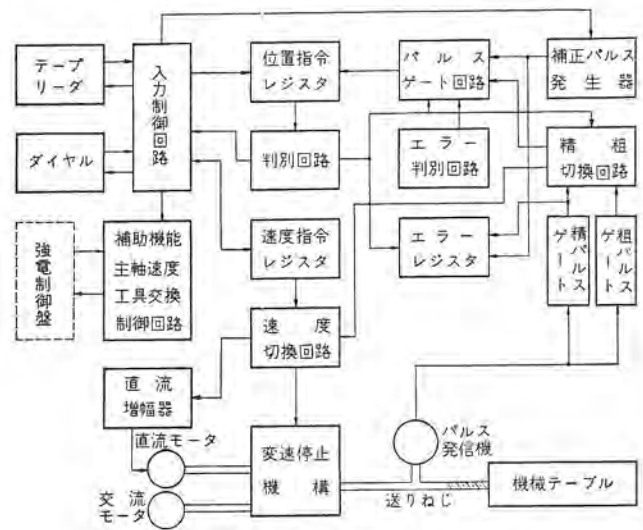 テープ
リーダ
ダイヤル
強電制御盤
入力制御回路
補助機能
主軸速度
工具交換
制御回路
位置指令
レジスタ
判別回路
速度指令
レジスタ
速度
切換回路
パルス
ゲート回路
エラー
判別回路
エラー
レジスタ
補正パルス
発生器
精粗
切換回路
精パルス
ゲート
粗パルス
ゲート
直流
増幅器
直流モータ
交流
モータ
変速停止
機構
パルス
発信機
送りねじ
機械テーブル